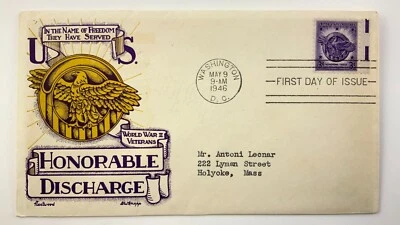 IN THE NAME OF FREEDOM
THEY HAVE SERVED
U.S.
WORLD WAR II
VETERANS
HONORABLE
DISCHARGE
Fleetwood
WASHINGTON
MAY 9
9-AM
1946
D.C.
FIRST DAY OF ISSUE
Mr. Antoni Leonar
222 Lyman Street
Holyoke, Mass